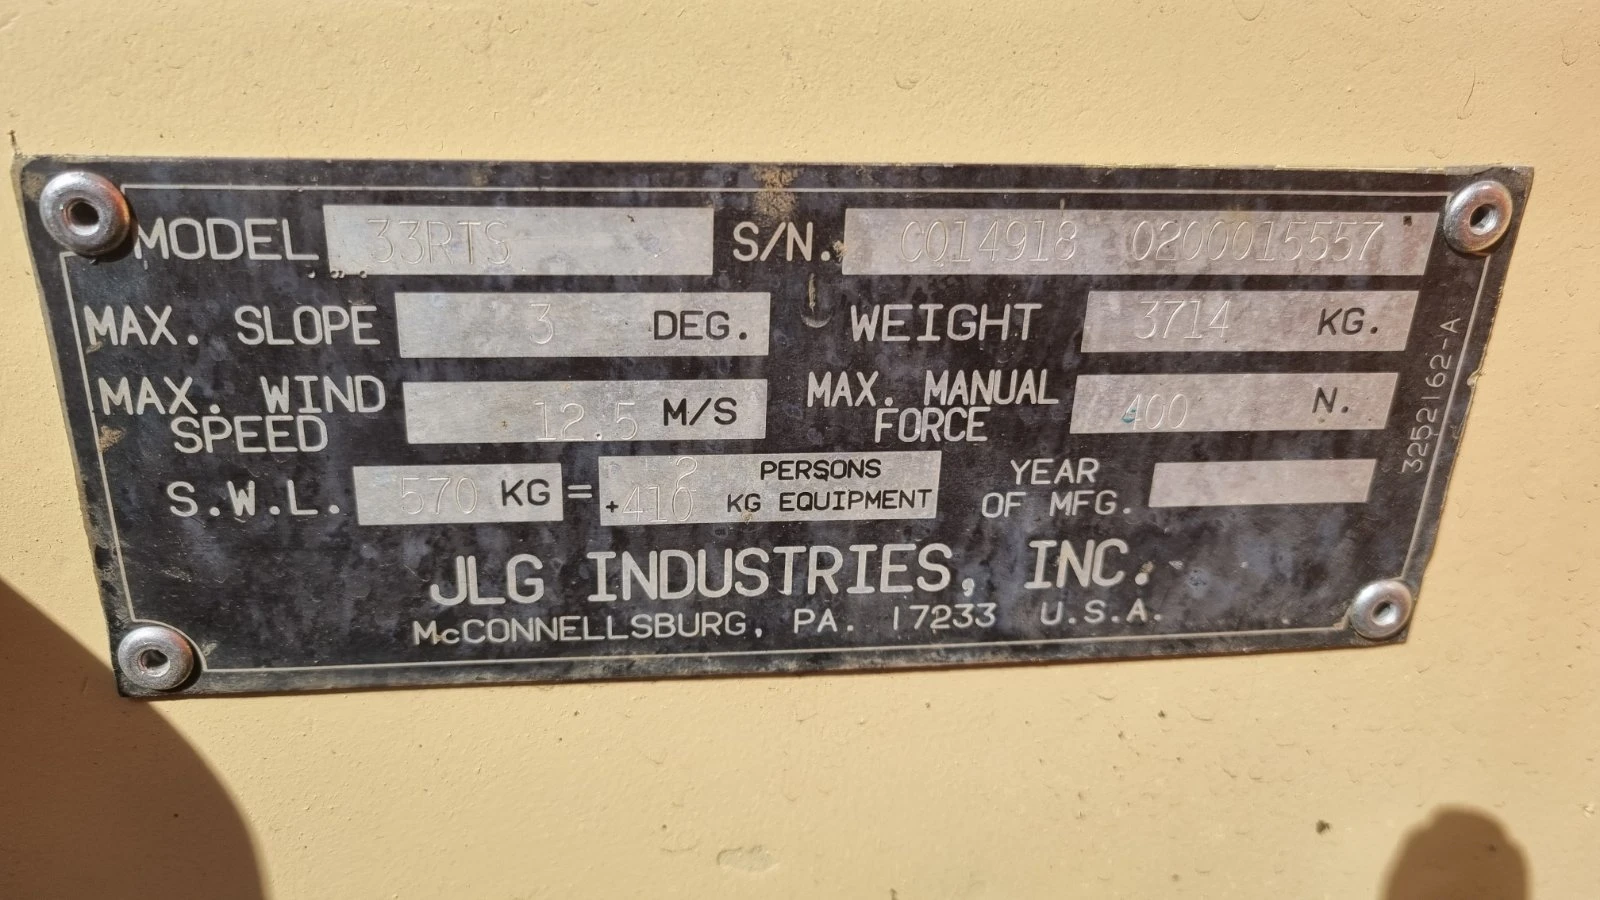 MODEL 33RTS S/N. CQ14918 0200015557
MAX. SLOPE 3 DEG. WEIGHT 3714 KG.
MAX. WIND SPEED 12.5 M/S MAX. MANUAL FORCE 400 N.
S.W.L. 570 KG = 2 PERSONS +410 KG EQUIPMENT YEAR OF MFG.
JLG INDUSTRIES, INC.
McCONNELLSBURG, PA. 17233 U.S.A.
3252162-A